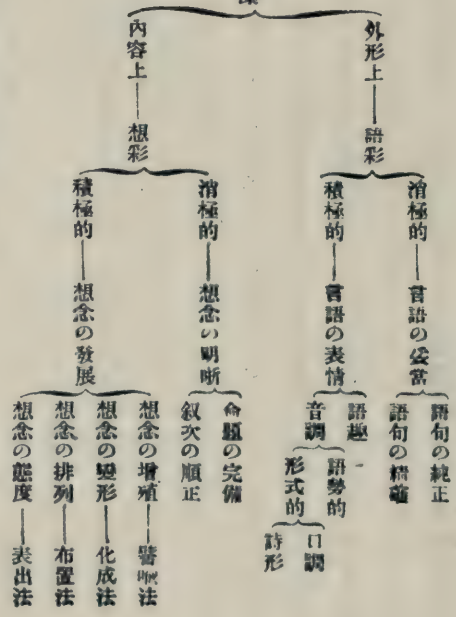 外形上
語彩
消極的
言語の妥當
語句の純正
語句の精確
積極的
言語の表情
語趣
音調
語勢的
形式的
口調
詩形
內容上
想彩
消極的
想念の明晰
命題の完備
叙次の順正
積極的
想念の發展
想念の增殖
譬喩法
想念の變形
化成法
想念の排列
布置法
想念の態度
表出法